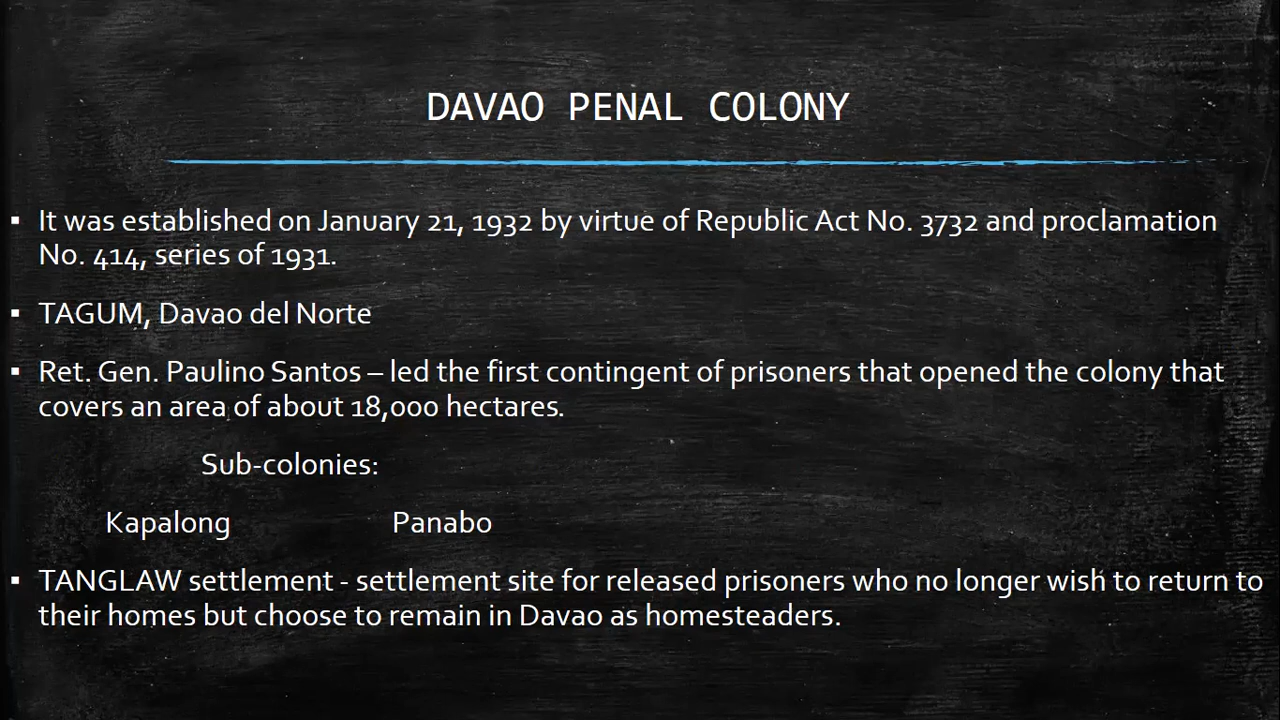 DAVAO PENAL COLONY
▪ It was established on January 21, 1932 by virtue of Republic Act No. 3732 and proclamation
No. 414, series of 1931.
▪ TAGUM, Davao del Norte
▪ Ret. Gen. Paulino Santos – led the first contingent of prisoners that opened the colony that
covers an area of about 18,000 hectares.
Sub-colonies:
Kapalong Panabo
▪ TANGLAW settlement - settlement site for released prisoners who no longer wish to return to
their homes but choose to remain in Davao as homesteaders.